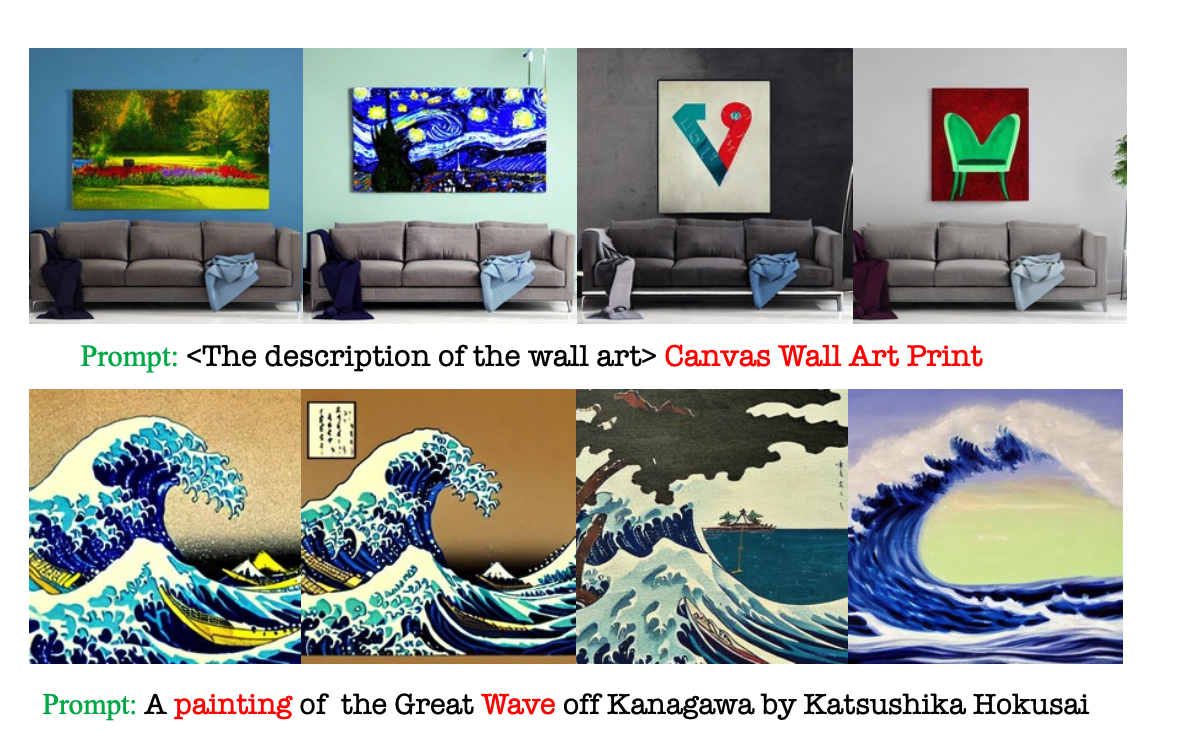 Prompt: <The description of the wall art> Canvas Wall Art Print
Prompt: A painting of the Great Wave off Kanagawa by Katsushika Hokusai